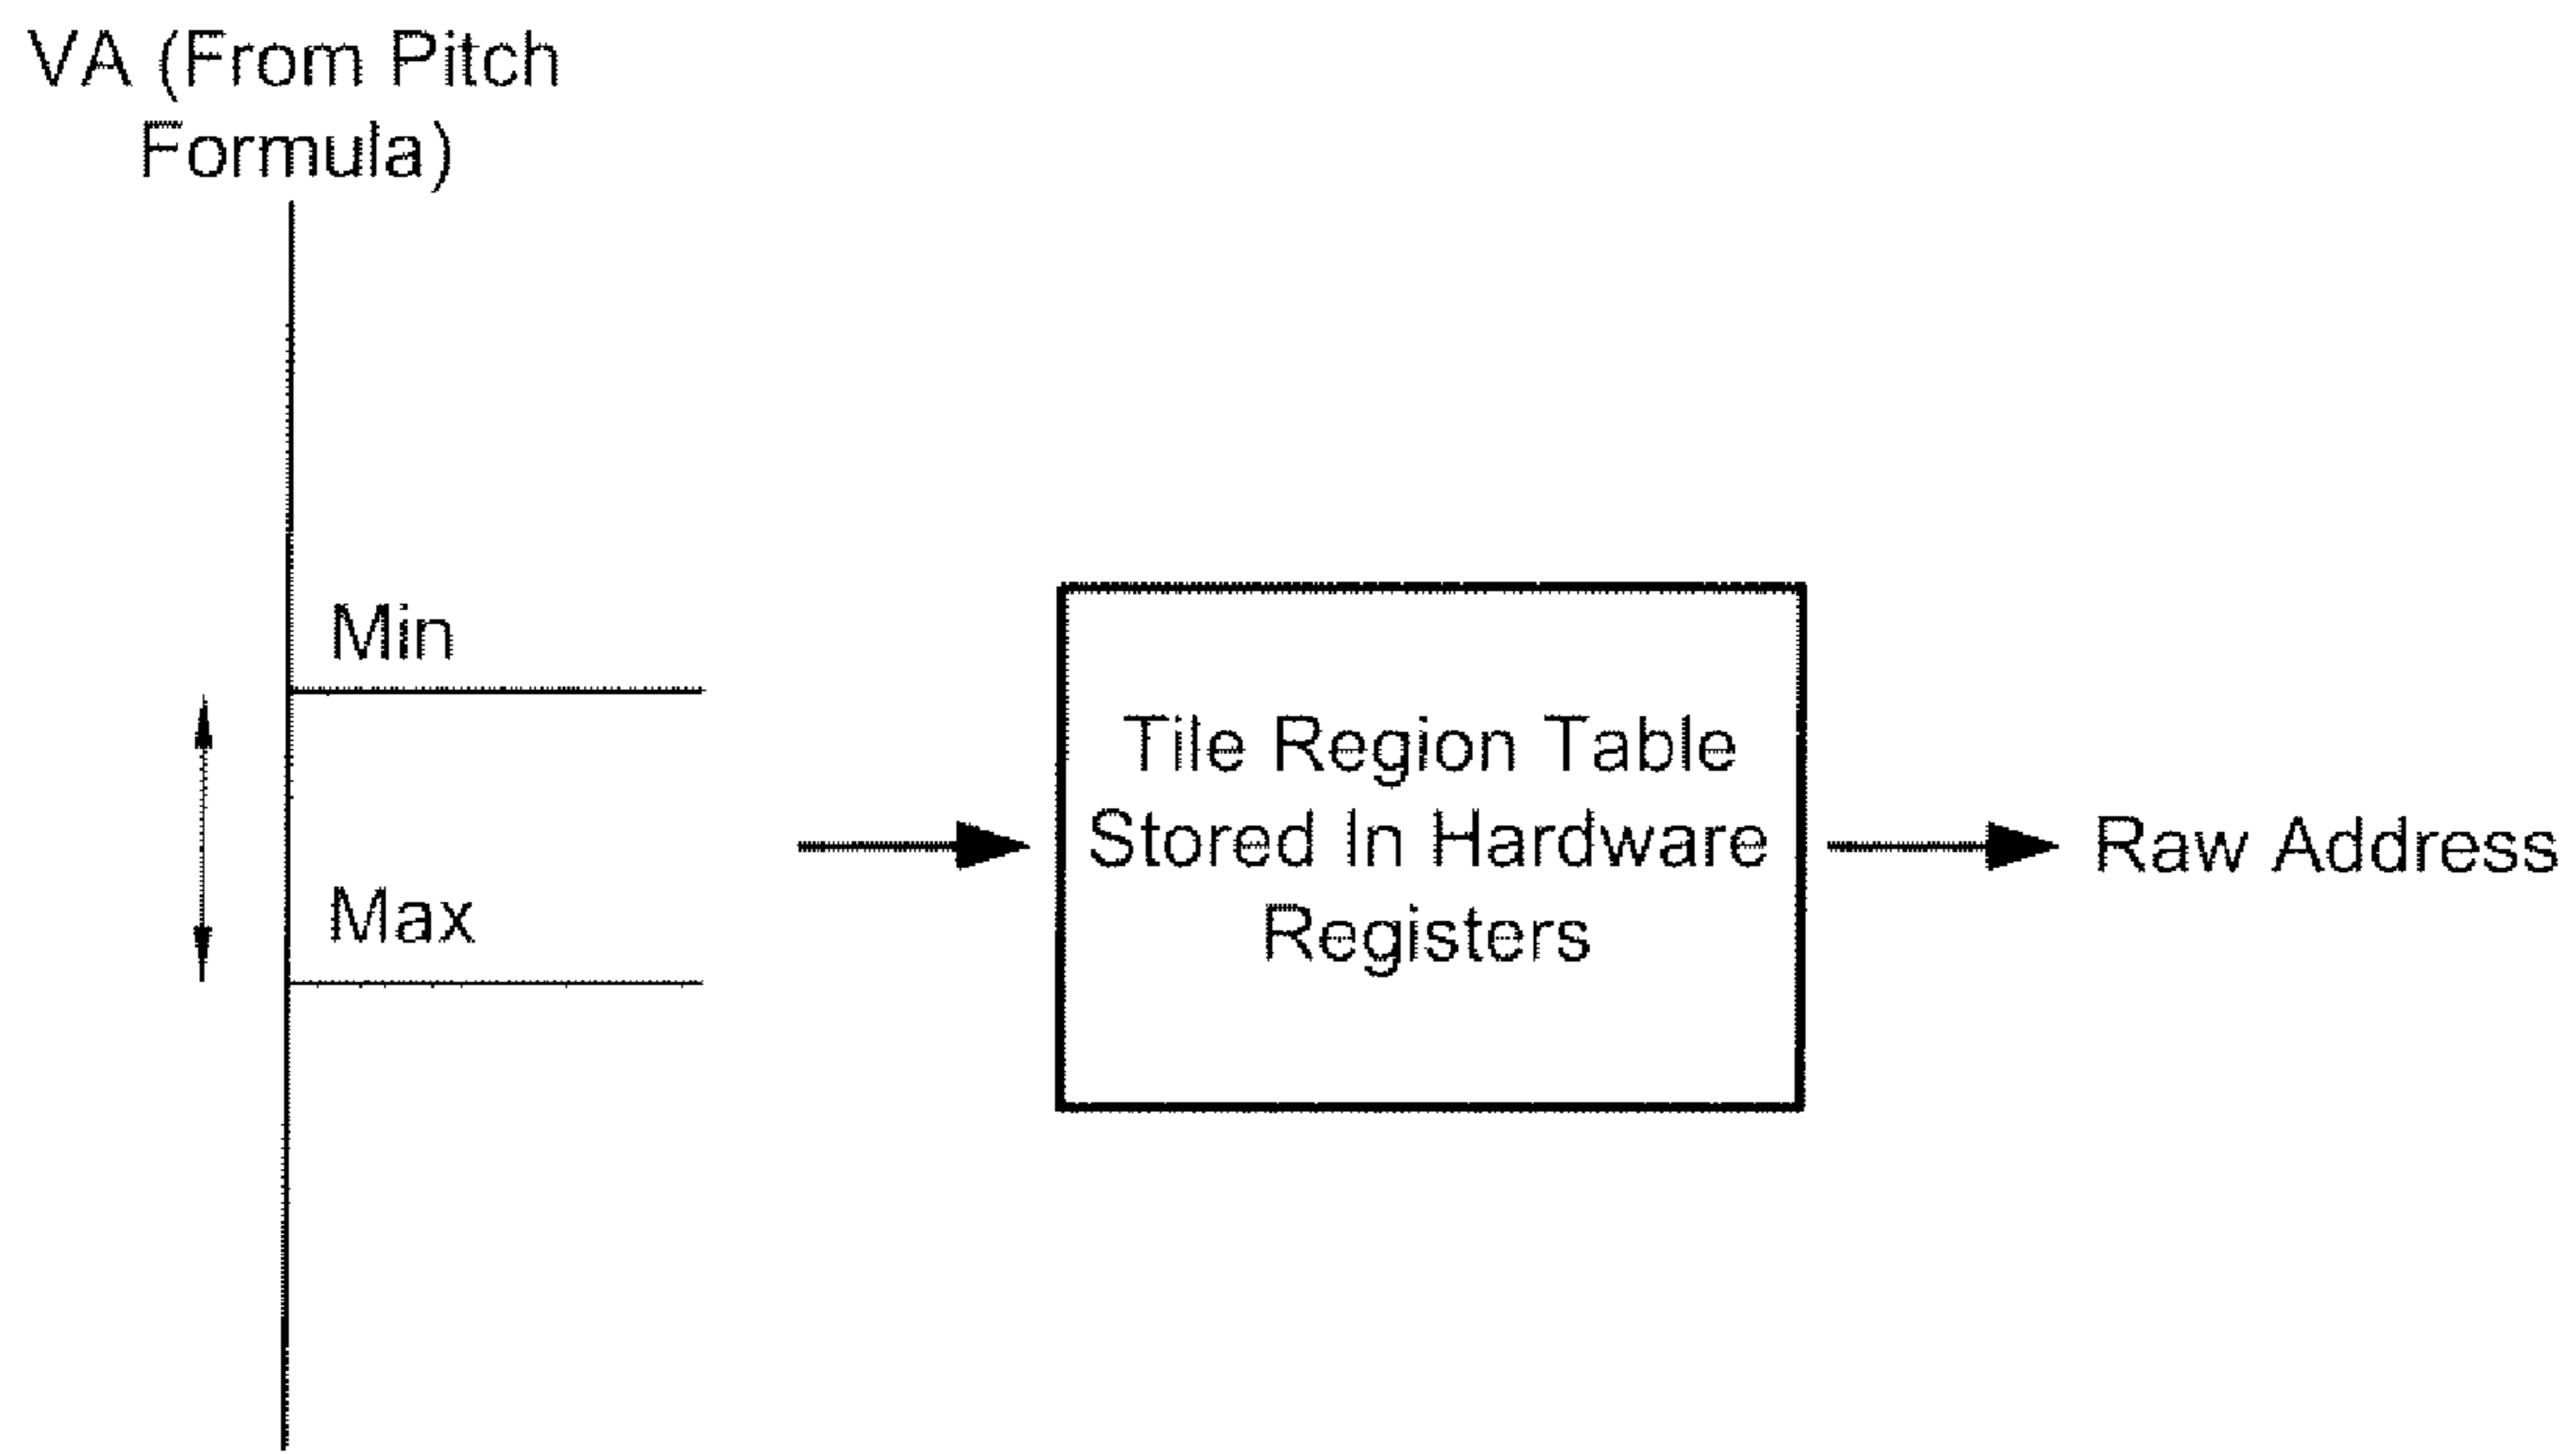 VA (From Pitch
Formula)
Min
Max
Tile Region Table
Stored In Hardware
Registers
Raw Address